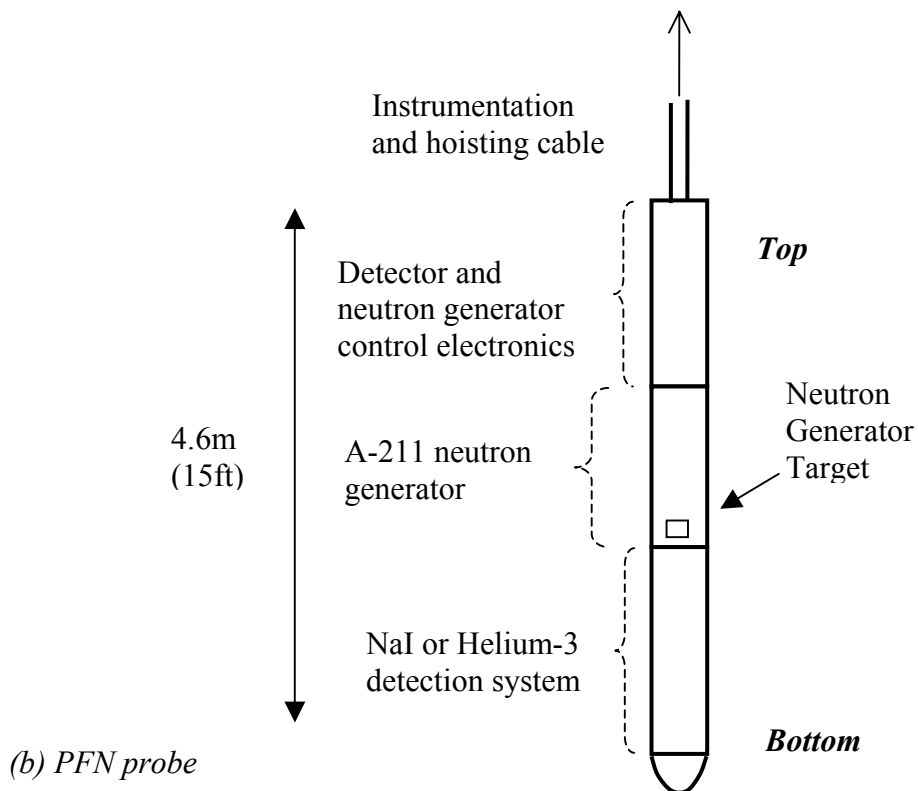 Instrumentation
and hoisting cable
Top
Detector and
neutron generator
control electronics
Neutron
Generator
Target
4.6m
(15ft)
A-211 neutron
generator
NaI or Helium-3
detection system
Bottom
(b) PFN probe